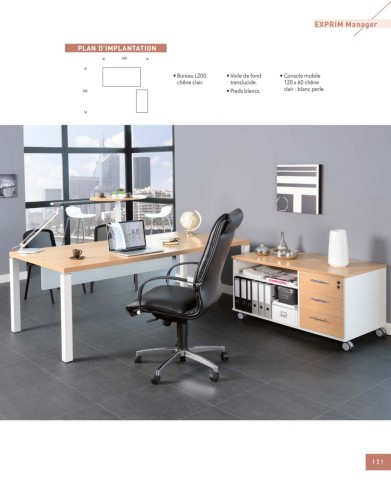 EXPRIM Manager
PLAN D'IMPLANTATION
• Bureau L200
chêne clair.
• Voile de fond
translucide.
• Pieds blancs.
• Console mobile
120 x 60 chêne
clair - blanc perle.
131